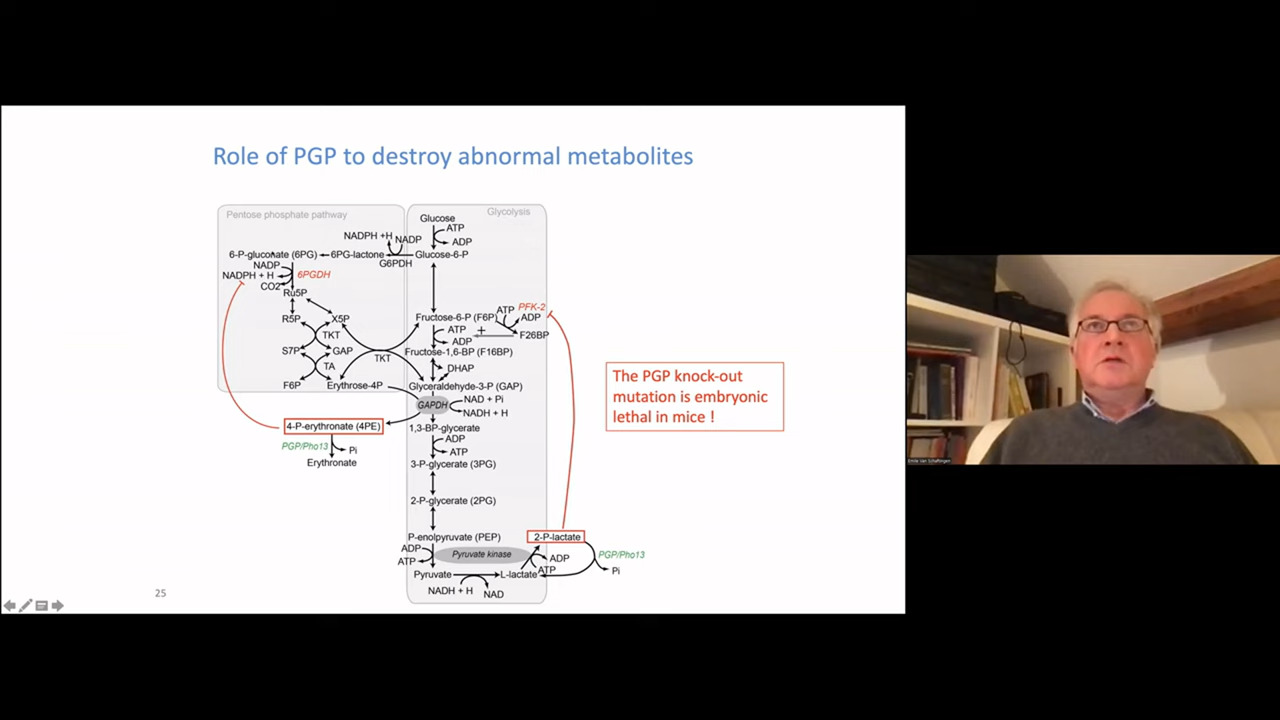 Role of PGP to destroy abnormal metabolites
Pentose phosphate pathway
Glycolysis
Glucose
ATP
ADP
NADPH +H
NADP
6-P-gluconate (6PG)
6PG-lactone
Glucose-6-P
G6PDH
NADP
NADPH + H
6PGDH
CO2
Ru5P
R5P
X5P
TKT
S7P
GAP
TA
F6P
Erythrose-4P
TKT
Fructose-6-P (F6P)
ATP
PFK-2
ADP
+
F26BP
ATP
ADP
Fructose-1,6-BP (F16BP)
DHAP
Glyceraldehyde-3-P (GAP)
GAPDH
NAD + Pi
NADH + H
4-P-erythronate (4PE)
PGP/Pho13
Pi
Erythronate
1,3-BP-glycerate
ADP
ATP
3-P-glycerate (3PG)
2-P-glycerate (2PG)
P-enolpyruvate (PEP)
2-P-lactate
ADP
ATP
Pyruvate kinase
ADP
ATP
PGP/Pho13
Pi
Pyruvate
L-lactate
NADH + H
NAD
The PGP knock-out
mutation is embryonic
lethal in mice !
25
Emile Van Schaftingen